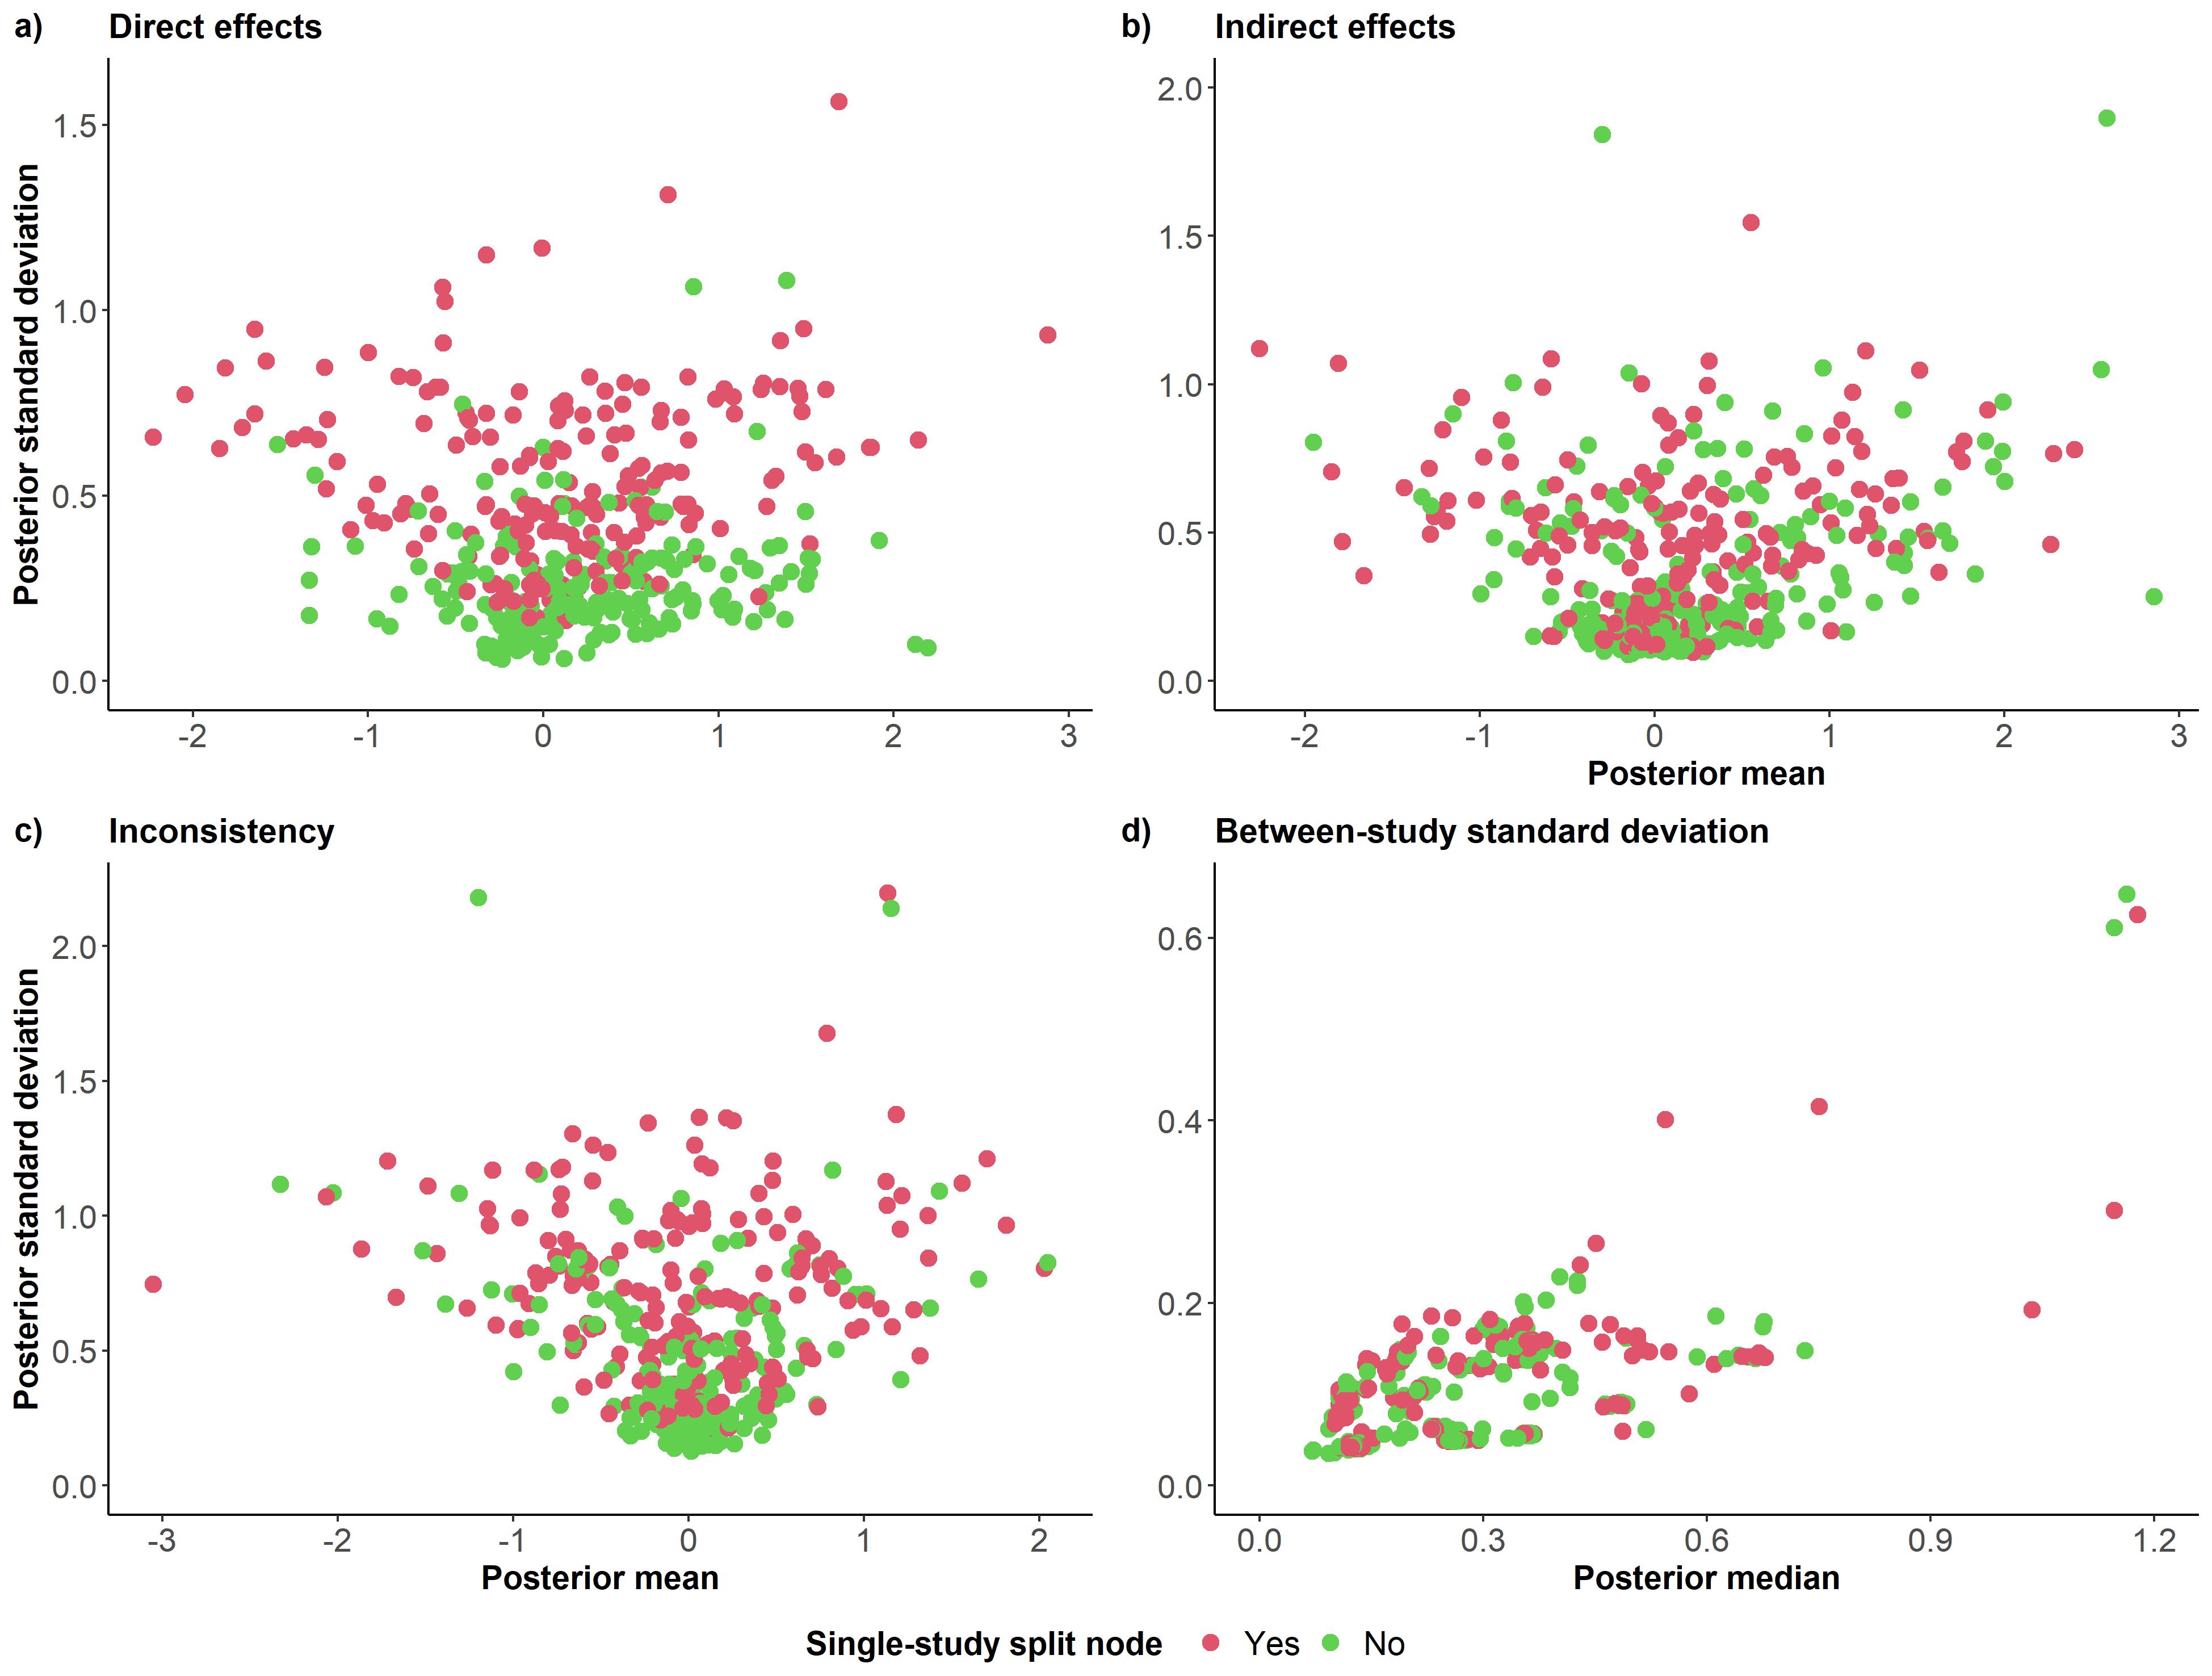 a) Direct effects
Posterior standard deviation
1.5
1.0
0.5
0.0
-2 -1 0 1 2 3
b) Indirect effects
2.0
1.5
1.0
0.5
0.0
-2 -1 0 1 2 3
Posterior mean
c) Inconsistency
Posterior standard deviation
2.0
1.5
1.0
0.5
0.0
-3 -2 -1 0 1 2
Posterior mean
d) Between-study standard deviation
0.6
0.4
0.2
0.0
0.0 0.3 0.6 0.9 1.2
Posterior median
Single-study split node Yes No